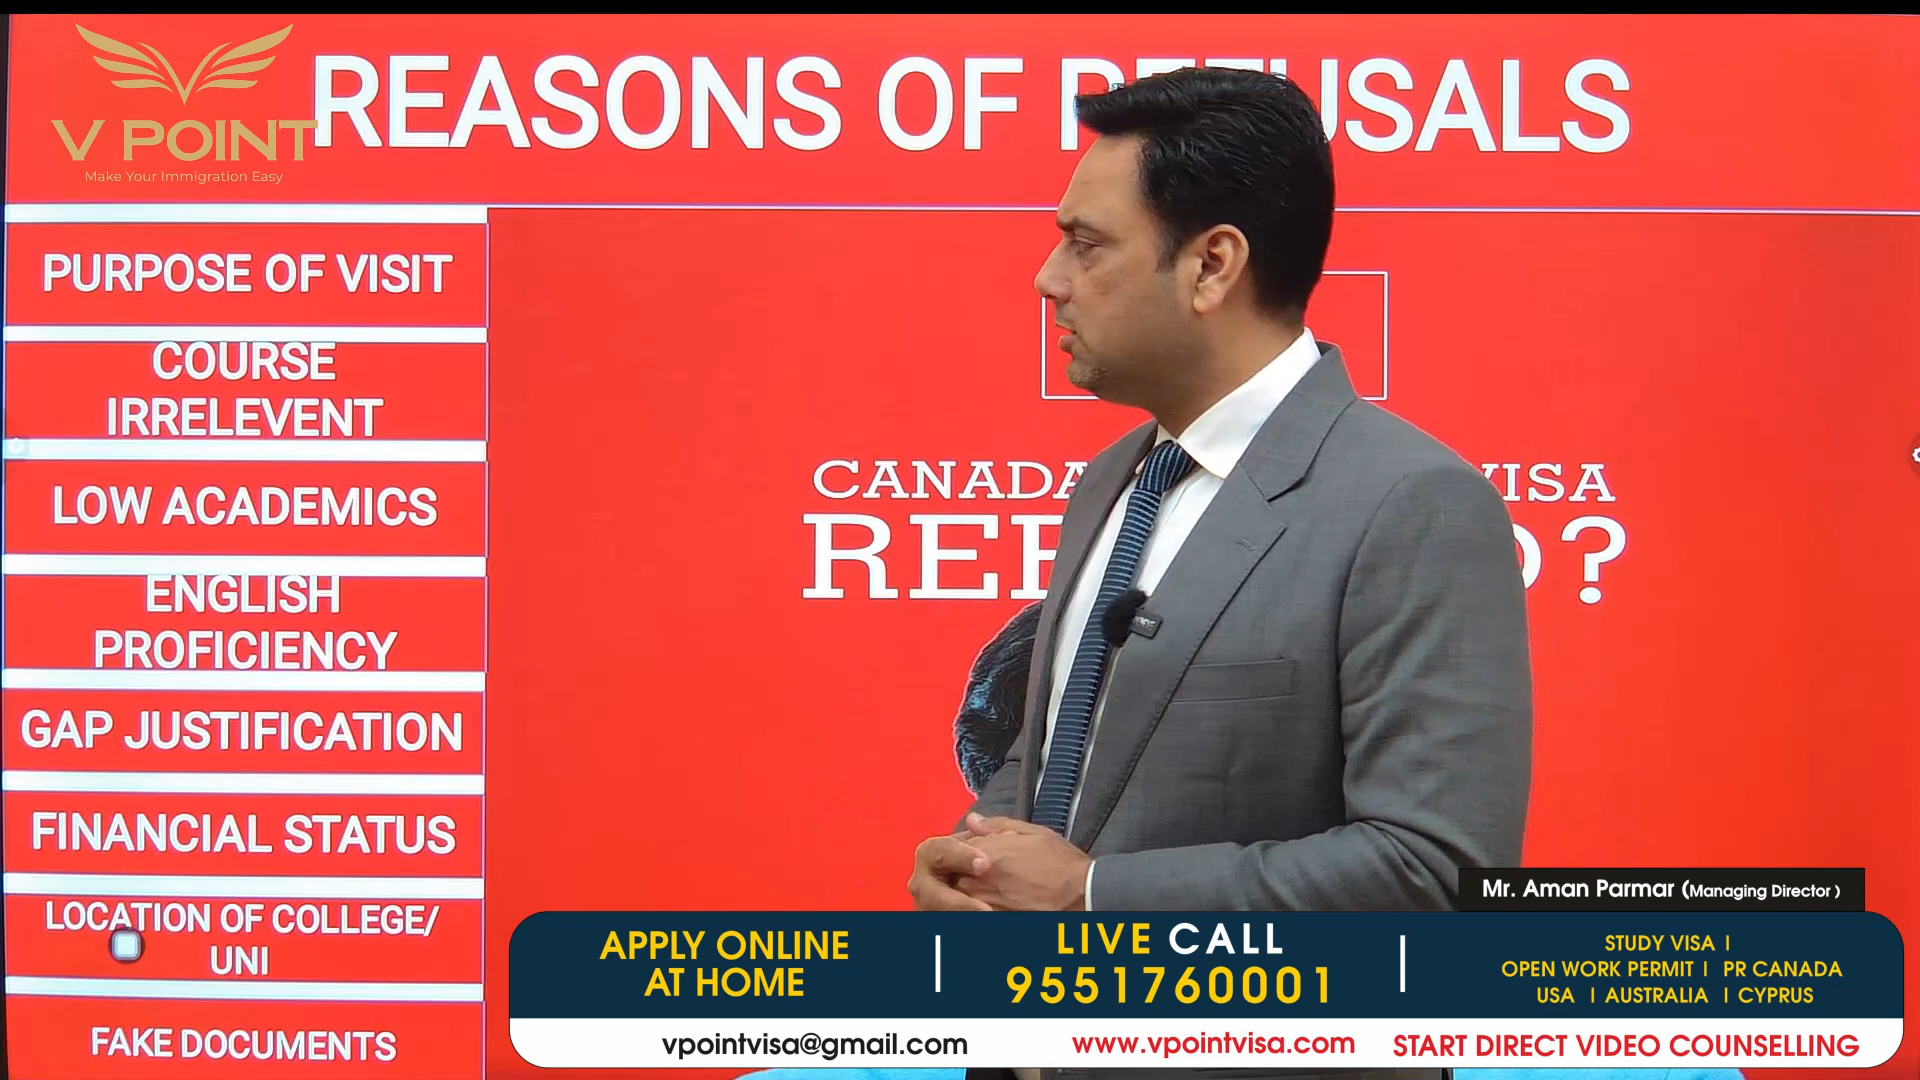 V POINT
Make Your Immigration Easy
REASONS OF REFUSALS
PURPOSE OF VISIT
COURSE
IRRELEVENT
LOW ACADEMICS
ENGLISH
PROFICIENCY
GAP JUSTIFICATION
FINANCIAL STATUS
LOCATION OF COLLEGE/
UNI
FAKE DOCUMENTS
CANADA VISA
?
Mr. Aman Parmar (Managing Director )
APPLY ONLINE
AT HOME
LIVE CALL
9551760001
STUDY VISA |
OPEN WORK PERMIT | PR CANADA
USA | AUSTRALIA | CYPRUS
vpointvisa@gmail.com
www.vpointvisa.com
START DIRECT VIDEO COUNSELLING